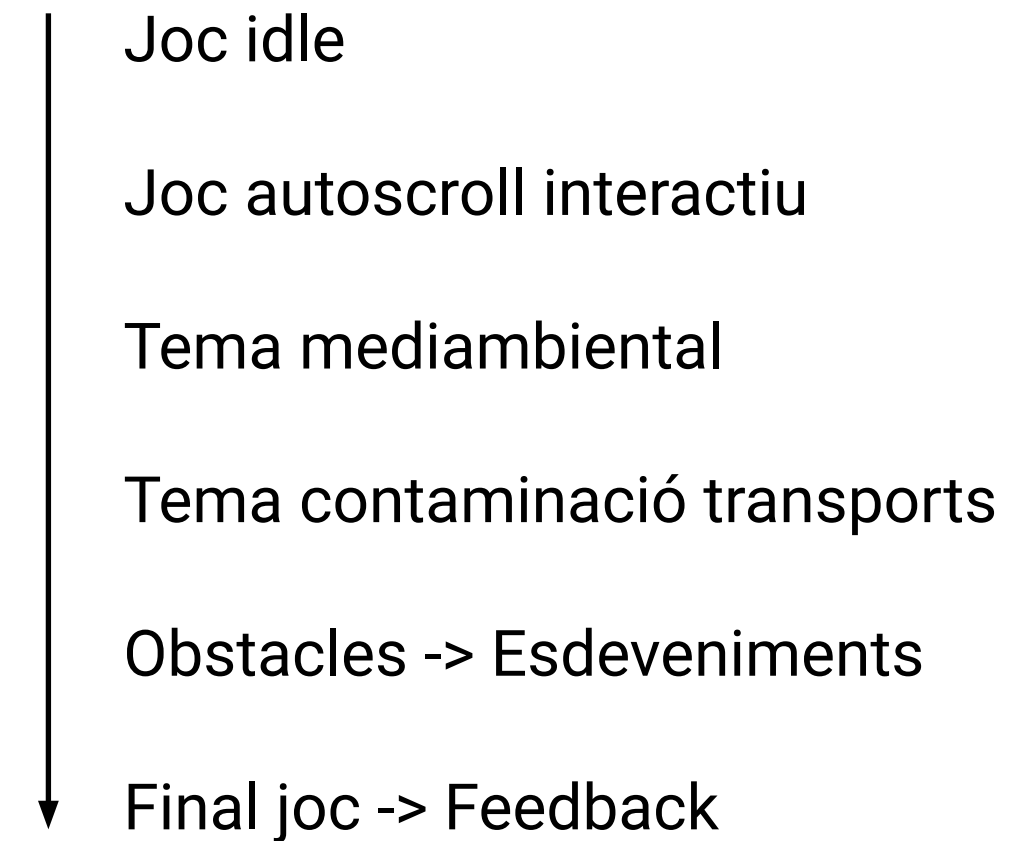 Joc idle
Joc autoscroll interactiu
Tema mediambiental
Tema contaminació transports
Obstacles -> Esdeveniments
Final joc -> Feedback